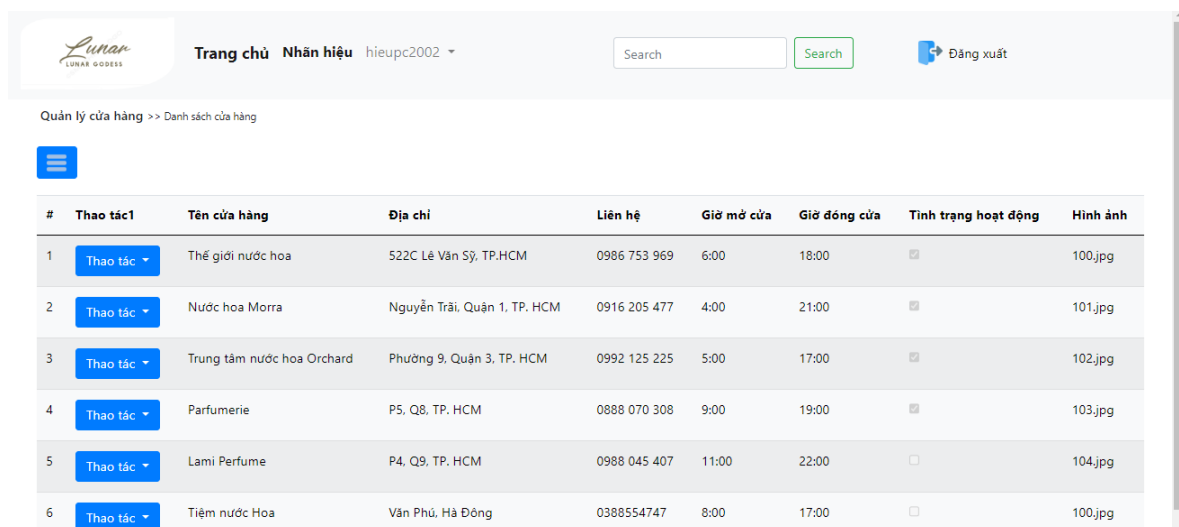 Lunar
LUNAR GODESS
Trang chủ Nhãn hiệu hieupc2002 Search Search Đăng xuất
Quản lý cửa hàng >> Danh sách cửa hàng
# Thao tác1 Tên cửa hàng Địa chỉ Liên hệ Giờ mở cửa Giờ đóng cửa Tình trạng hoạt động Hình ảnh
1 Thao tác Thế giới nước hoa 522C Lê Văn Sỹ, TP.HCM 0986 753 969 6:00 18:00 100.jpg
2 Thao tác Nước hoa Morra Nguyễn Trãi, Quận 1, TP. HCM 0916 205 477 4:00 21:00 101.jpg
3 Thao tác Trung tâm nước hoa Orchard Phường 9, Quận 3, TP. HCM 0992 125 225 5:00 17:00 102.jpg
4 Thao tác Parfumerie P5, Q8, TP. HCM 0888 070 308 9:00 19:00 103.jpg
5 Thao tác Lami Perfume P4, Q9, TP. HCM 0988 045 407 11:00 22:00 104.jpg
6 Thao tác Tiệm nước Hoa Văn Phú, Hà Đông 0388554747 8:00 17:00 100.jpg